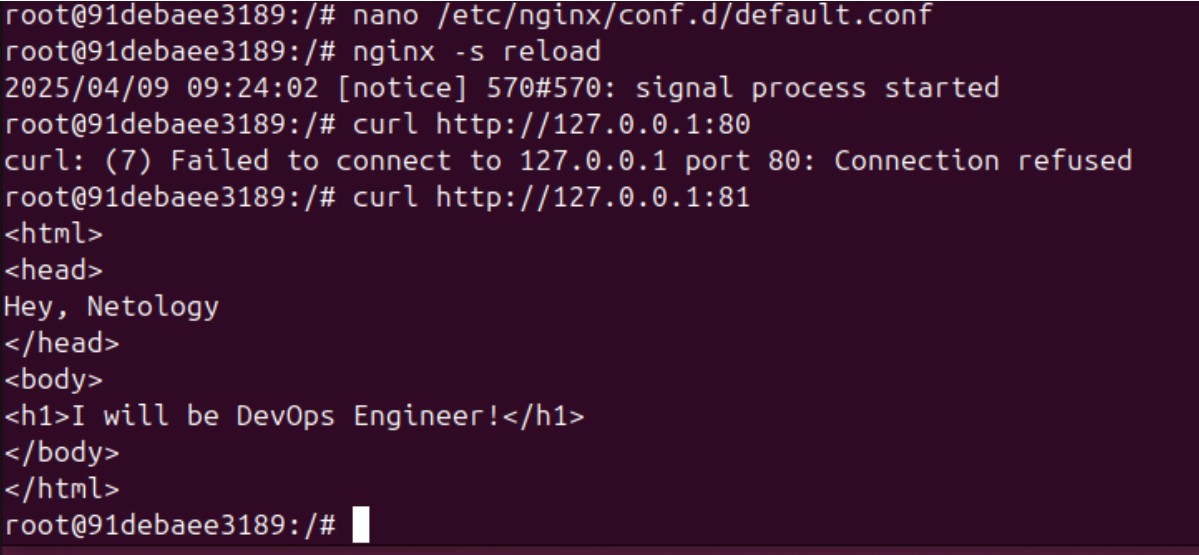 root@91debaee3189:/# nano /etc/nginx/conf.d/default.conf
root@91debaee3189:/# nginx -s reload
2025/04/09 09:24:02 [notice] 570#570: signal process started
root@91debaee3189:/# curl http://127.0.0.1:80
curl: (7) Failed to connect to 127.0.0.1 port 80: Connection refused
root@91debaee3189:/# curl http://127.0.0.1:81
<html>
<head>
Hey, Netology
</head>
<body>
<h1>I will be DevOps Engineer!</h1>
</body>
</html>
root@91debaee3189:/#